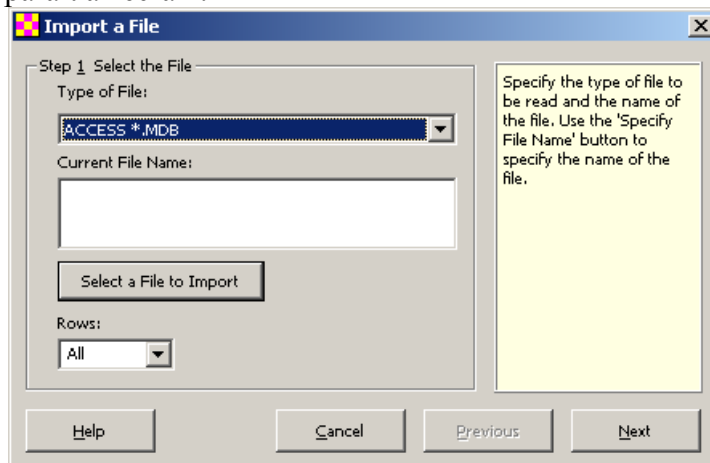 Import a File
Step 1 Select the File
Type of File:
ACCESS *.MDB
Current File Name:
Select a File to Import
Rows:
All
Specify the type of file to
be read and the name of
the file. Use the 'Specify
File Name' button to
specify the name of the
file.
Help
Cancel
Previous
Next